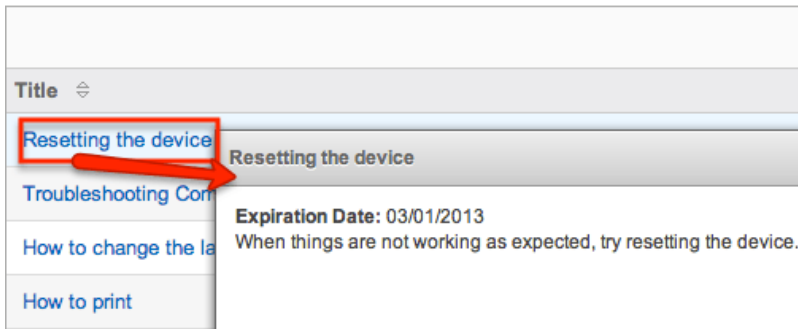 Title
Resetting the device
Resetting the device
Troubleshooting Con
Expiration Date: 03/01/2013
When things are not working as expected, try resetting the device.
How to change the la
How to print